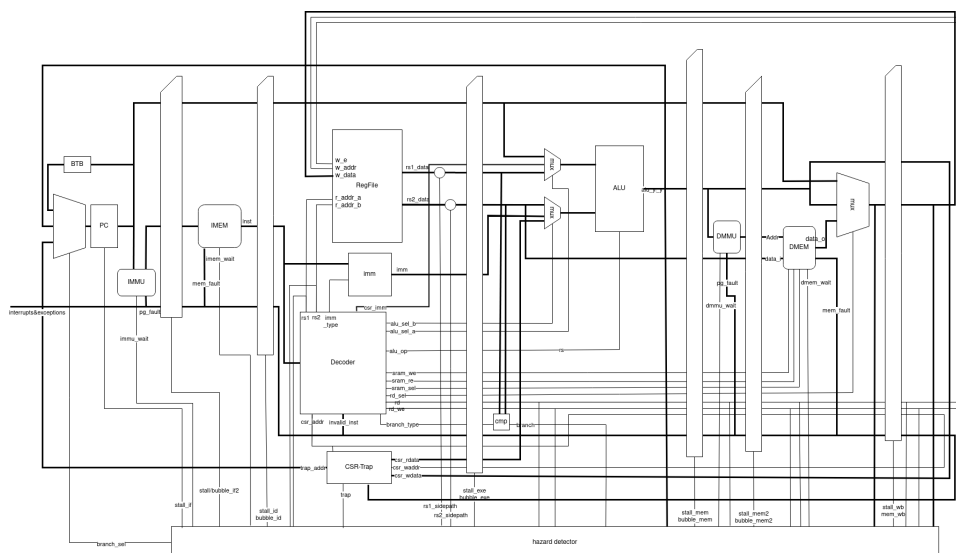 w_e
w_addr
w_data
RegFile
r_addr_a
r_addr_b
rs1_data
rs2_data
mux
mux
ALU
alu_y_y
mux
BTB
PC
IMEM
inst
imem_wait
mem_fault
IMMU
pg_fault
immu_wait
interrupts&exceptions
imm
imm
csr_imm
rs1
rs2
imm
_type
Decoder
alu_sel_b
alu_sel_a
alu_op
rs
sram_we
sram_re
sram_sel
rd_sel
rd
rd_we
branch_type
cmp
branch
csr_addr
invalid_inst
DMMU
pg_fault
dmmu_wait
Addr
data_i
DMEM
data_o
dmem_wait
mem_fault
trap_addr
CSR-Trap
csr_rdata
csr_waddr
csr_wdata
trap
stall_if
stall/bubble_if2
stall_id
bubble_id
stall_exe
bubble_exe
rs1_sidepath
rs2_sidepath
stall_mem
bubble_mem
stall_mem2
bubble_mem2
stall_wb
mem_wb
branch_sel
hazard detector